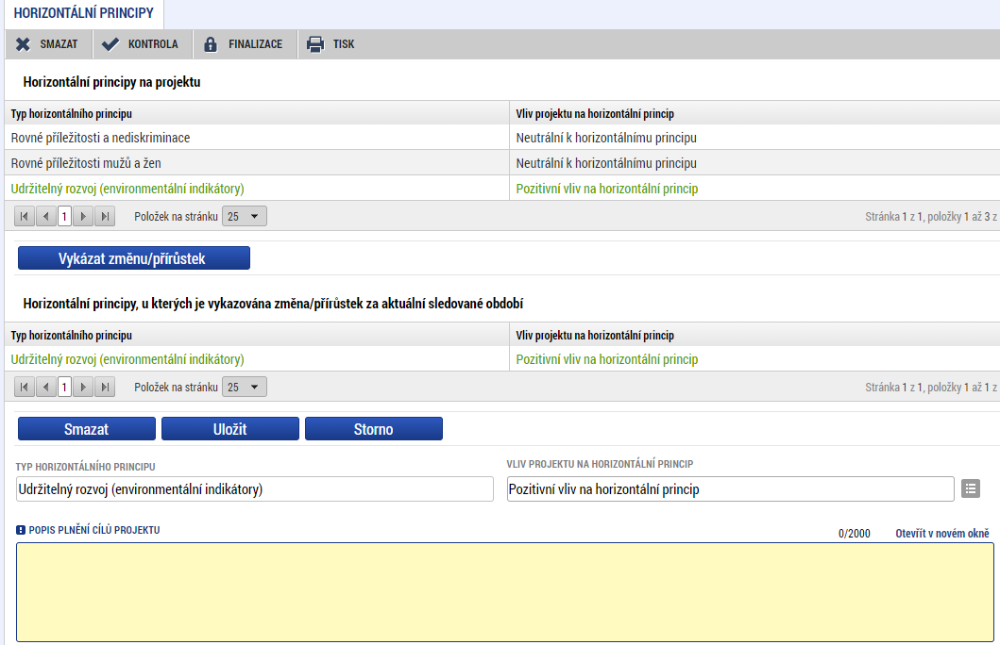 HORIZONTÁLNÍ PRINCIPY
SMAZAT KONTROLA FINALIZACE TISK
Horizontální principy na projektu
Typ horizontálního principu Vliv projektu na horizontální princip
Rovné příležitosti a nediskriminace Neutrální k horizontálnímu principu
Rovné příležitosti mužů a žen Neutrální k horizontálnímu principu
Udržitelný rozvoj (environmentální indikátory) Pozitivní vliv na horizontální princip
1 Položek na stránku 25 Stránka 1 z 1, položky 1 až 3 z
Vykázat změnu/přírůstek
Horizontální principy, u kterých je vykazována změna/přírůstek za aktuální sledované období
Typ horizontálního principu Vliv projektu na horizontální princip
Udržitelný rozvoj (environmentální indikátory) Pozitivní vliv na horizontální princip
1 Položek na stránku 25 Stránka 1 z 1, položky 1 až 1 z
Smazat Uložit Storno
TYP HORIZONTÁLNÍHO PRINCIPU VLIV PROJEKTU NA HORIZONTÁLNÍ PRINCIP
Udržitelný rozvoj (environmentální indikátory) Pozitivní vliv na horizontální princip
POPIS PLNĚNÍ CÍLŮ PROJEKTU 0/2000 Otevřít v novém okně